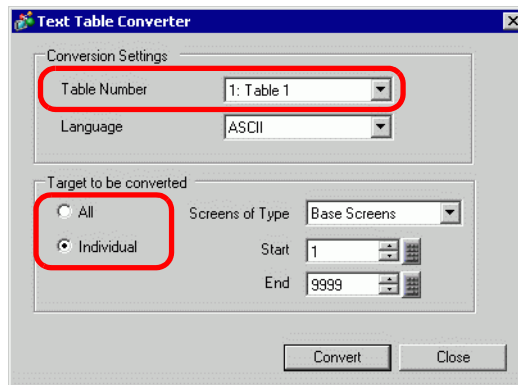 Text Table Converter
Conversion Settings
Table Number 1: Table 1
Language ASCII
Target to be converted
All Screens of Type Base Screens
Individual Start 1
End 9999
Convert Close